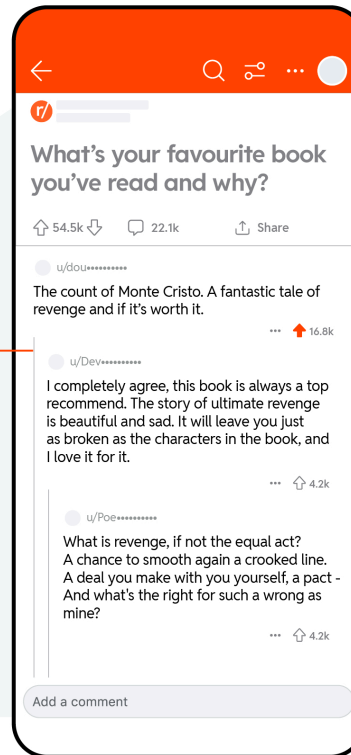 r/
What's your favourite book
you've read and why?
54.5k 22.1k Share
u/dou••••••••••
The count of Monte Cristo. A fantastic tale of
revenge and if it's worth it.
••• 16.8k
u/Dev••••••••••
I completely agree, this book is always a top
recommend. The story of ultimate revenge
is beautiful and sad. It will leave you just
as broken as the characters in the book, and
I love it for it.
••• 4.2k
u/Poe••••••••••
What is revenge, if not the equal act?
A chance to smooth again a crooked line.
A deal you make with you yourself, a pact -
And what's the right for such a wrong as
mine?
••• 4.2k
Add a comment